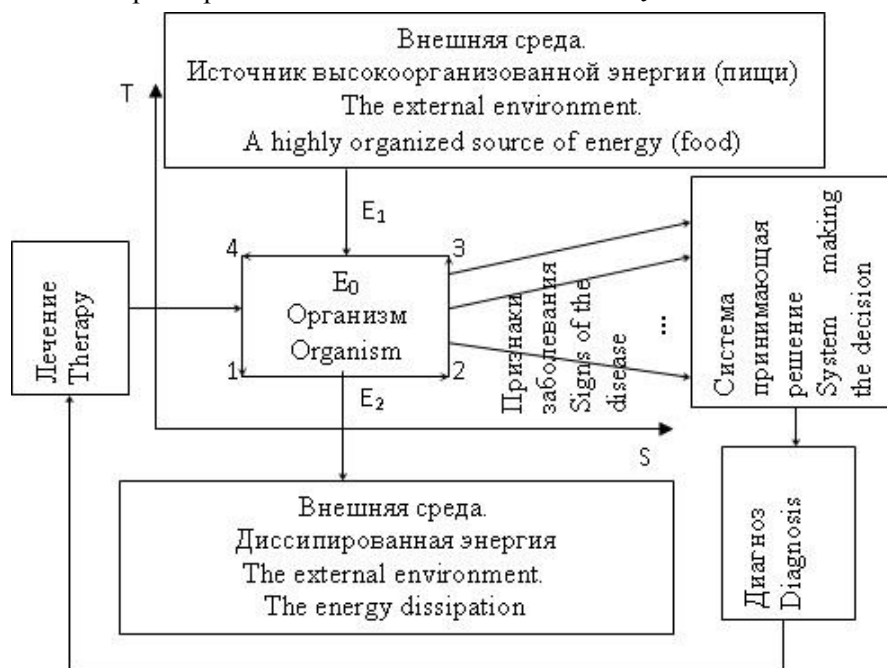 Внешняя среда.
Источник высокоорганизованной энергии (пищи)
The external environment.
A highly organized source of energy (food)
T
E₁
4
3
E₀
Организм
Organism
1
2
E₂
S
Лечение
Therapy
Признаки
заболевания
Signs of the
disease
...
Система
принимающая
решение
System making
the decision
Внешняя среда.
Диссипированная энергия
The external environment.
The energy dissipation
Диагноз
Diagnosis